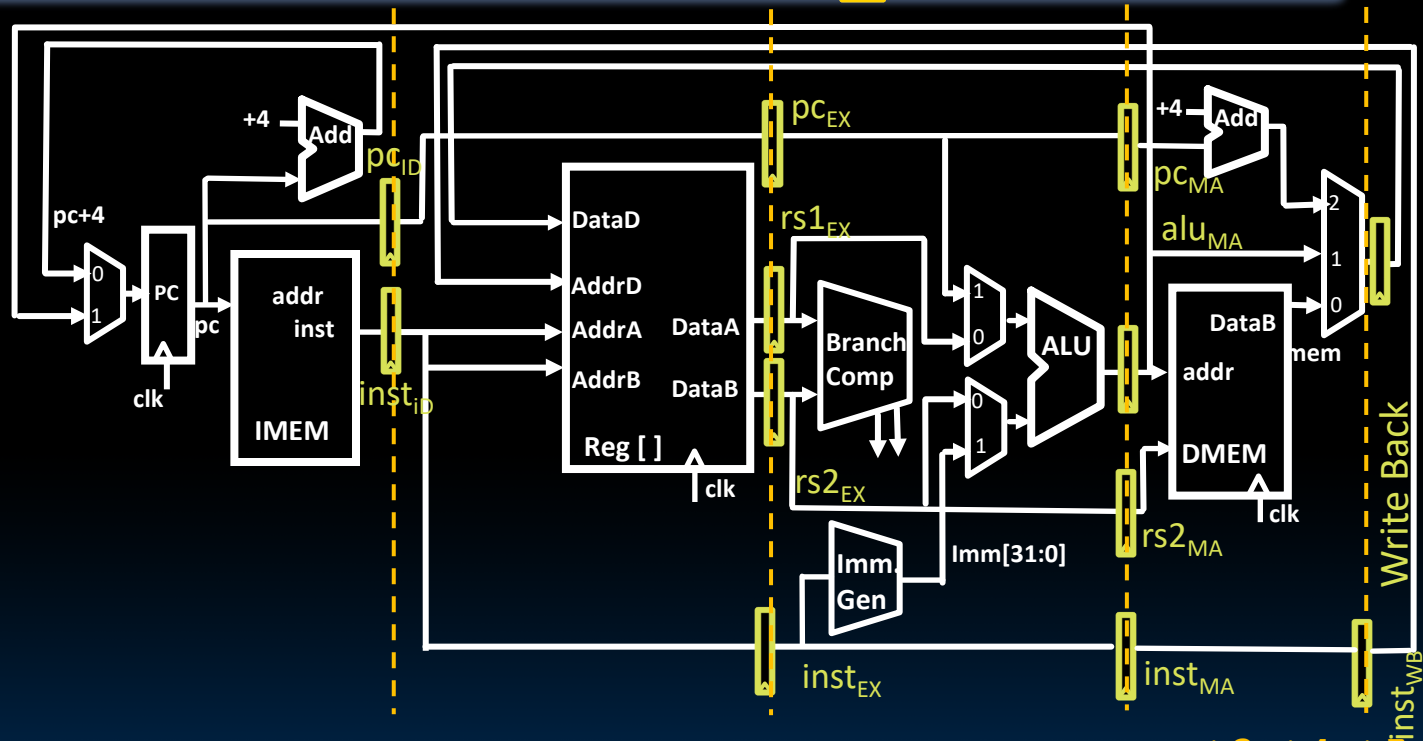 +4
Add
pc_ID
pc+4
0
1
PC
pc
clk
addr
inst
IMEM
inst_iD
DataD
AddrD
AddrA
AddrB
DataA
DataB
Reg [ ]
clk
pc_EX
rs1_EX
rs2_EX
Branch
Comp
1
0
0
1
ALU
Imm.
Gen
Imm[31:0]
inst_EX
+4
Add
pc_MA
alu_MA
2
1
0
mem
DataB
addr
DMEM
clk
rs2_MA
inst_MA
Write Back
inst_WB